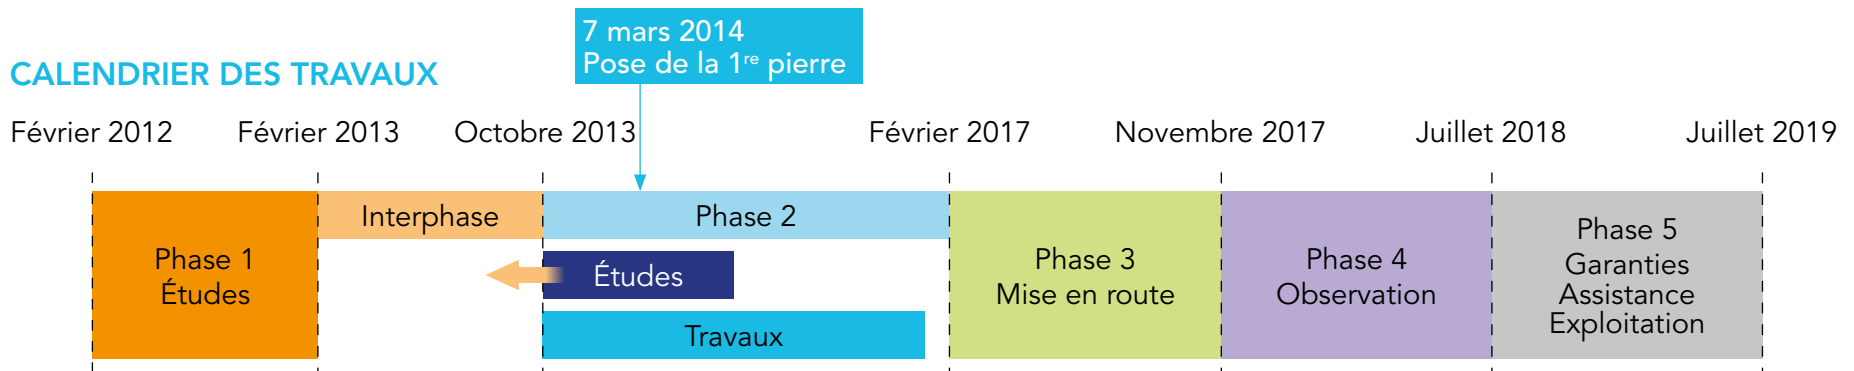 7 mars 2014
Pose de la 1re pierre
CALENDRIER DES TRAVAUX
Février 2012
Février 2013
Octobre 2013
Février 2017
Novembre 2017
Juillet 2018
Juillet 2019
Phase 1
Études
Interphase
Phase 2
Études
Travaux
Phase 3
Mise en route
Phase 4
Observation
Phase 5
Garanties
Assistance
Exploitation